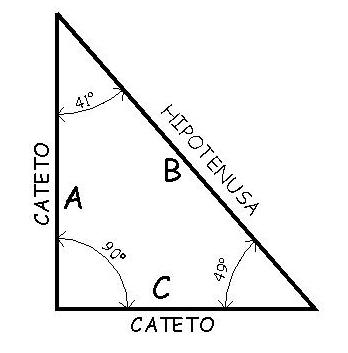 41°
HIPOTENUSA
B
CATETO
A
90°
49°
C
CATETO